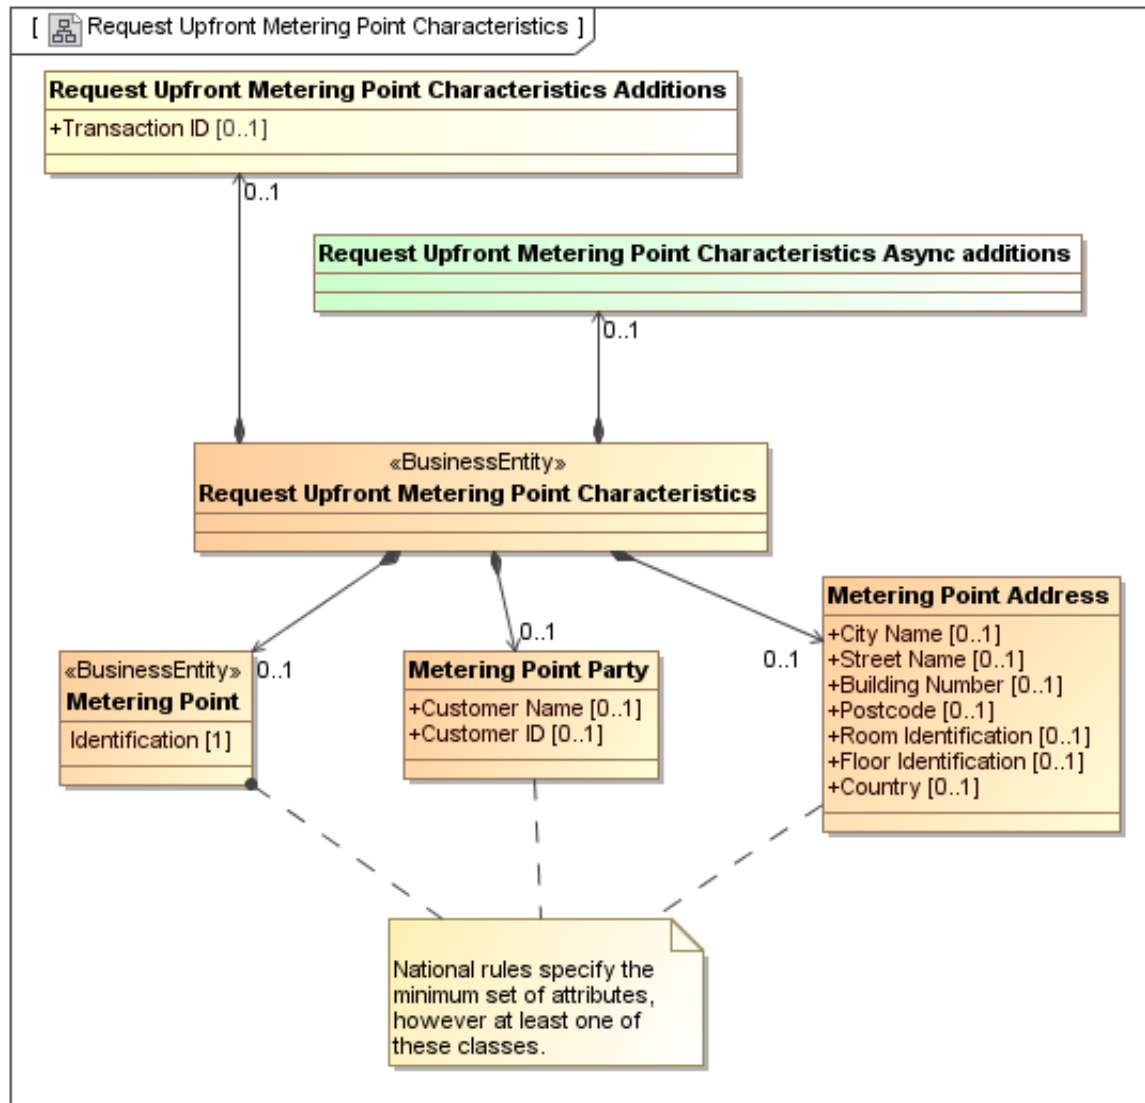 [ Request Upfront Metering Point Characteristics ]
Request Upfront Metering Point Characteristics Additions
+Transaction ID [0..1]
0..1
Request Upfront Metering Point Characteristics Async additions
0..1
«BusinessEntity»
Request Upfront Metering Point Characteristics
0..1
0..1
0..1
«BusinessEntity»
Metering Point
Identification [1]
Metering Point Party
+Customer Name [0..1]
+Customer ID [0..1]
Metering Point Address
+City Name [0..1]
+Street Name [0..1]
+Building Number [0..1]
+Postcode [0..1]
+Room Identification [0..1]
+Floor Identification [0..1]
+Country [0..1]
National rules specify the
minimum set of attributes,
however at least one of
these classes.